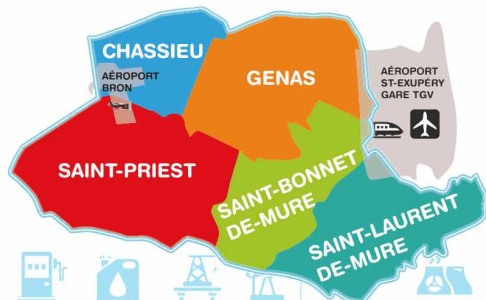 CHASSIEU
AÉROPORT
BRON
GENAS
AÉROPORT
ST-EXUPÉRY
GARE TGV
SAINT-PRIEST
SAINT-BONNET
DE-MURE
SAINT-LAURENT
DE-MURE